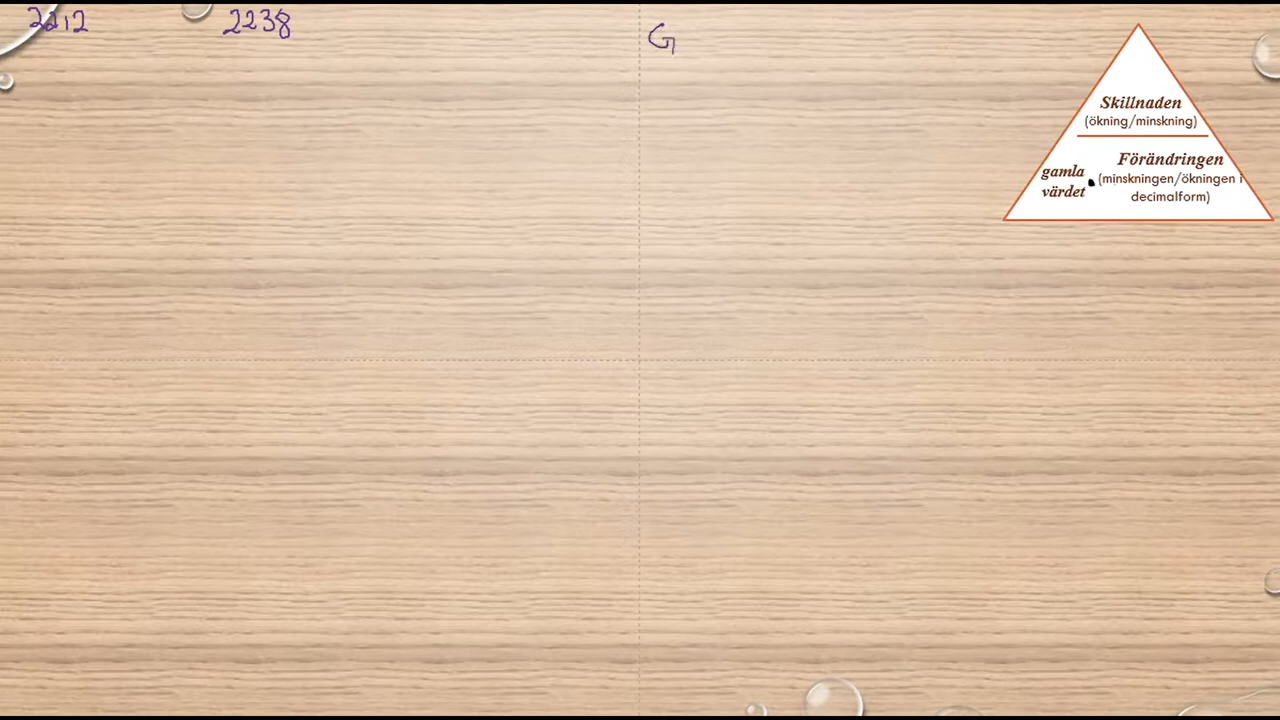 2212 2238
G
Skillnaden
(ökning/minskning)
gamla
värdet
Förändringen
(minskningen/ökningen i
decimalform)